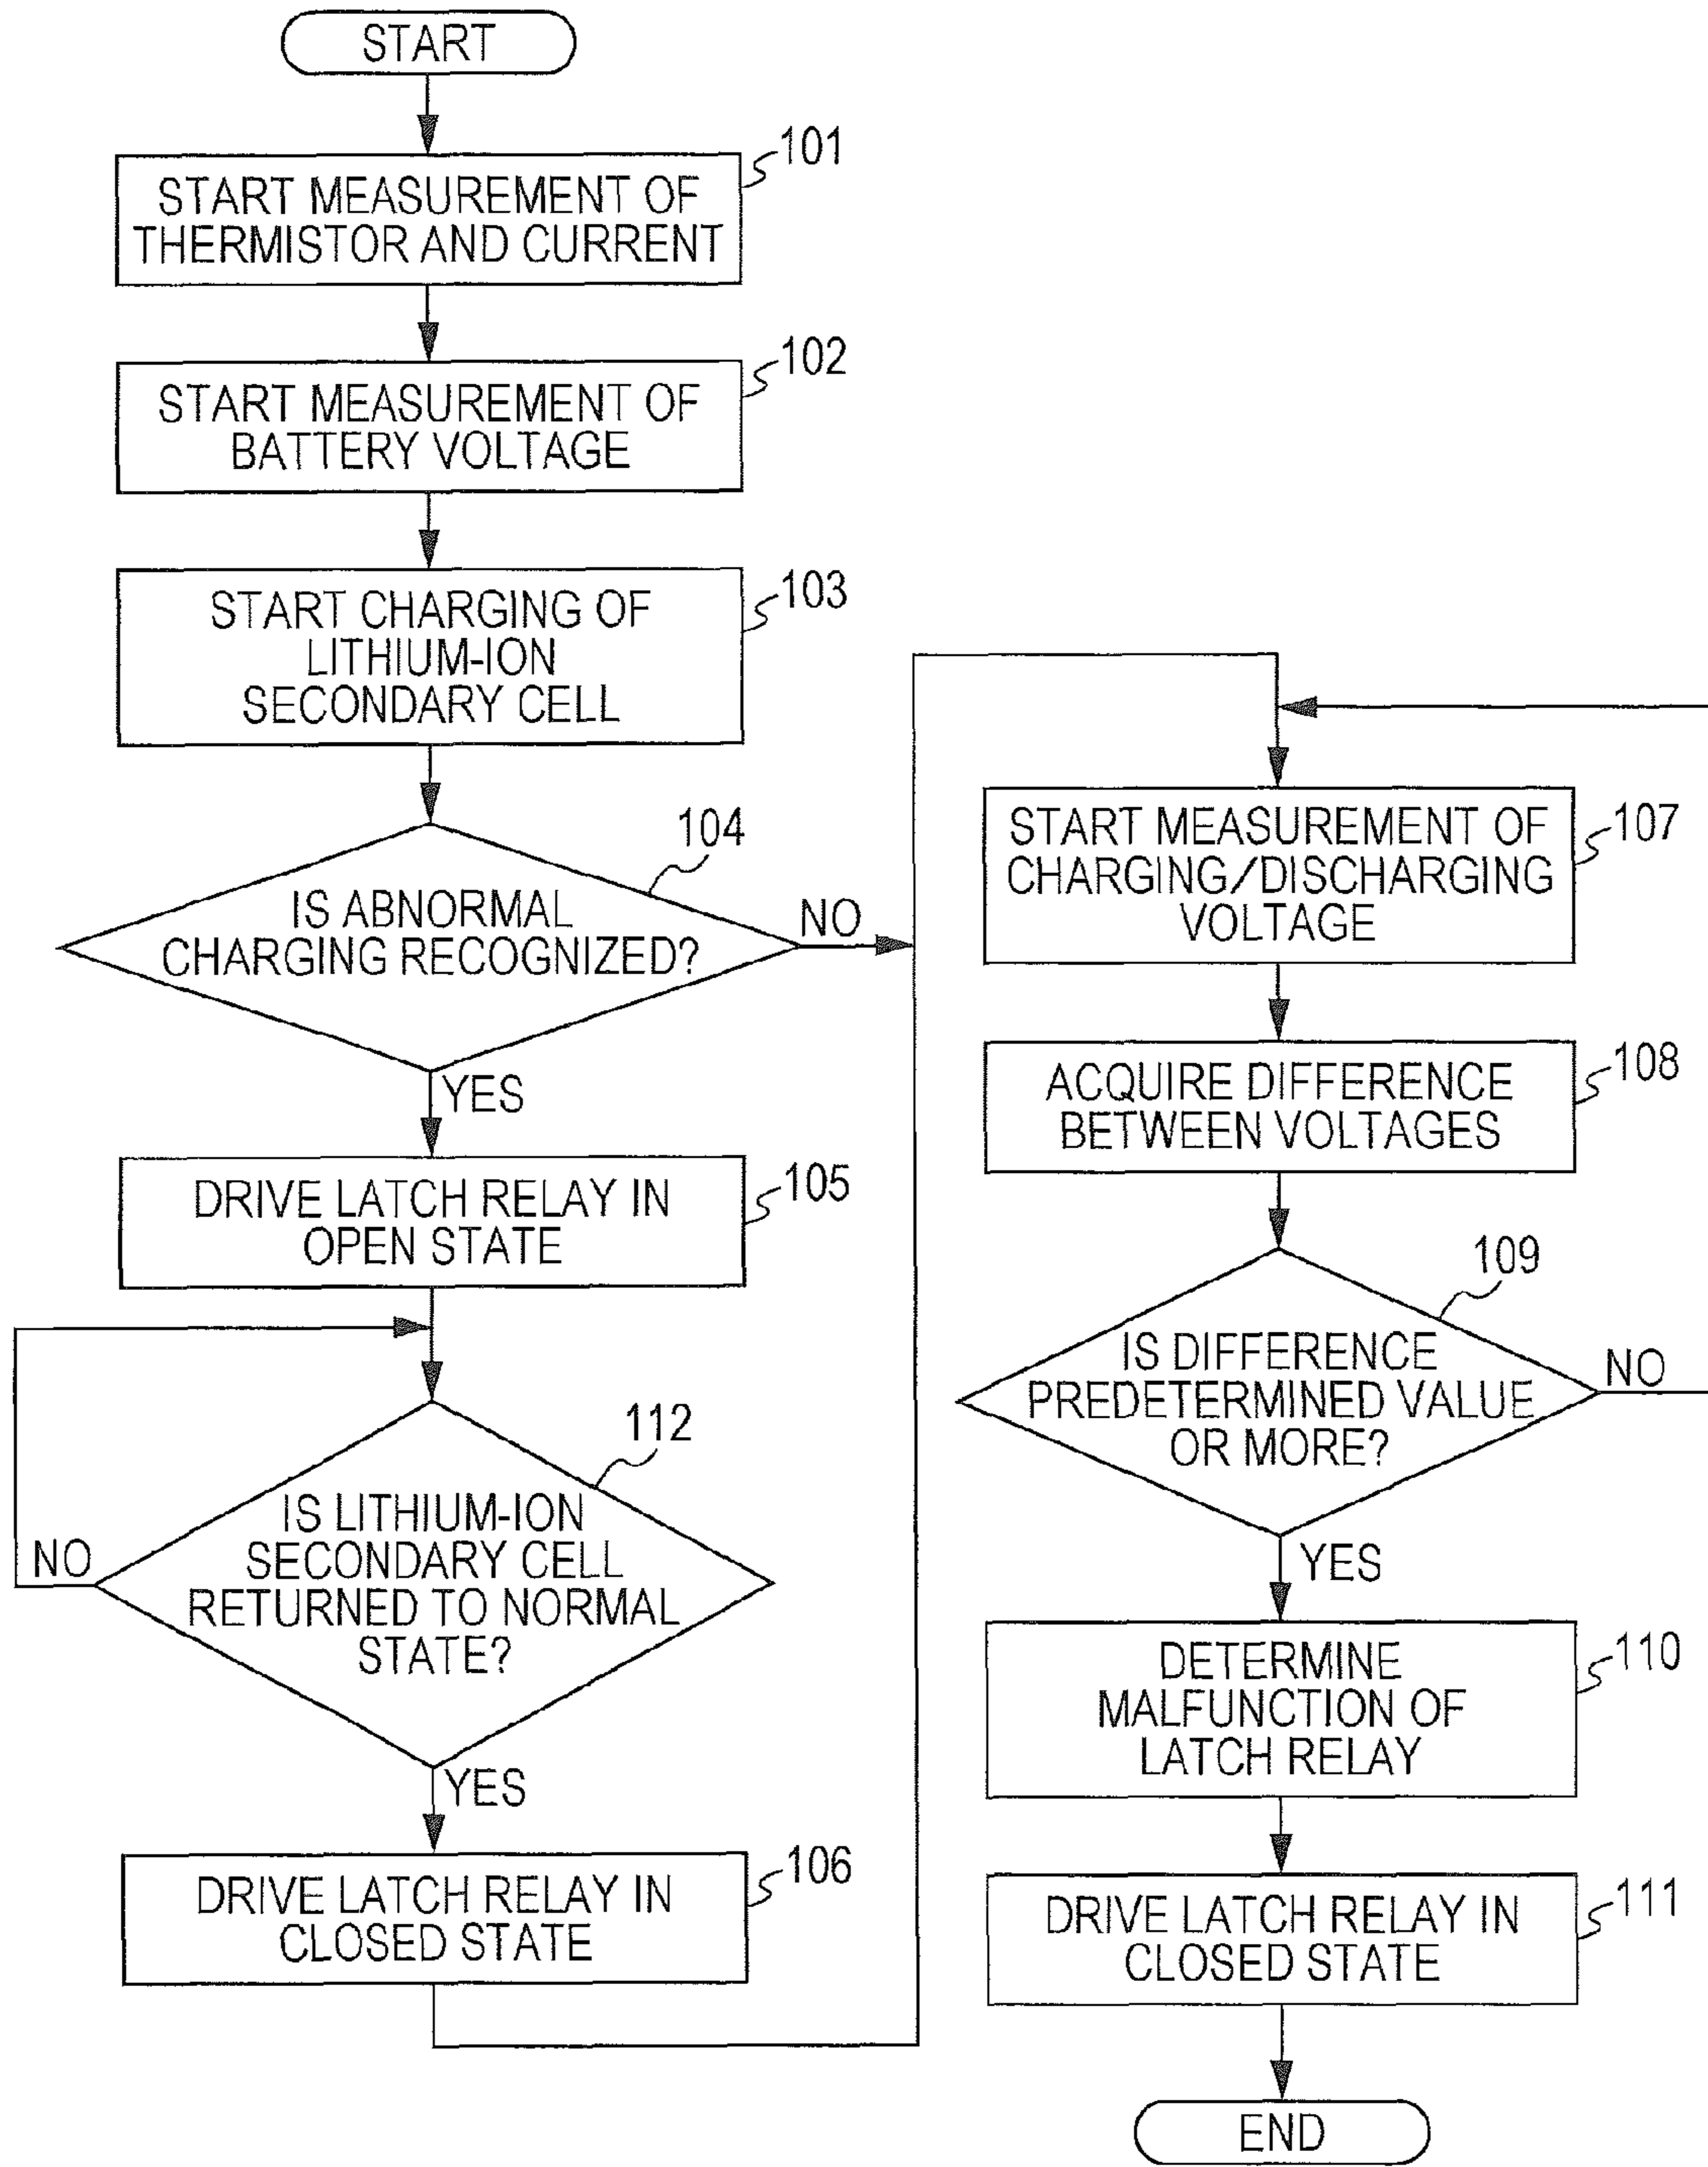 START
101
START MEASUREMENT OF
THERMISTOR AND CURRENT
102
START MEASUREMENT OF
BATTERY VOLTAGE
103
START CHARGING OF
LITHIUM-ION
SECONDARY CELL
104
IS ABNORMAL
CHARGING RECOGNIZED?
NO
YES
105
DRIVE LATCH RELAY IN
OPEN STATE
112
IS LITHIUM-ION
SECONDARY CELL
RETURNED TO NORMAL
STATE?
NO
YES
106
DRIVE LATCH RELAY IN
CLOSED STATE
107
START MEASUREMENT OF
CHARGING/DISCHARGING
VOLTAGE
108
ACQUIRE DIFFERENCE
BETWEEN VOLTAGES
109
IS DIFFERENCE
PREDETERMINED VALUE
OR MORE?
NO
YES
110
DETERMINE
MALFUNCTION OF
LATCH RELAY
111
DRIVE LATCH RELAY IN
CLOSED STATE
END